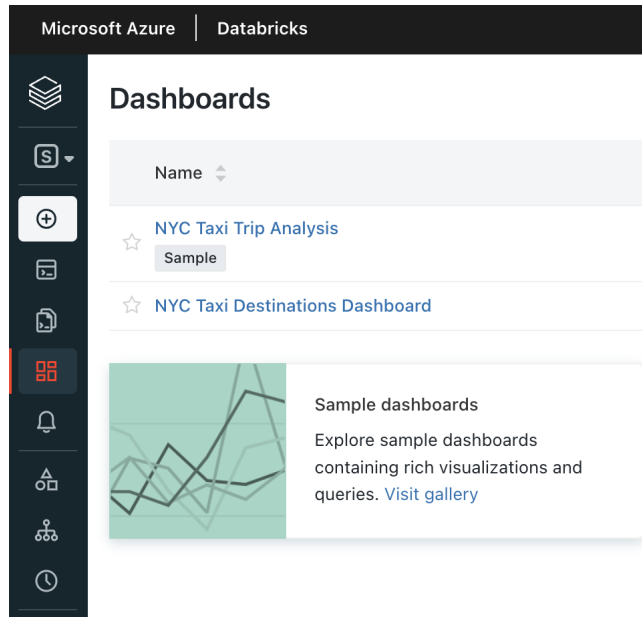 Microsoft Azure | Databricks
S
Dashboards
Name
NYC Taxi Trip Analysis
Sample
NYC Taxi Destinations Dashboard
Sample dashboards
Explore sample dashboards
containing rich visualizations and
queries. Visit gallery